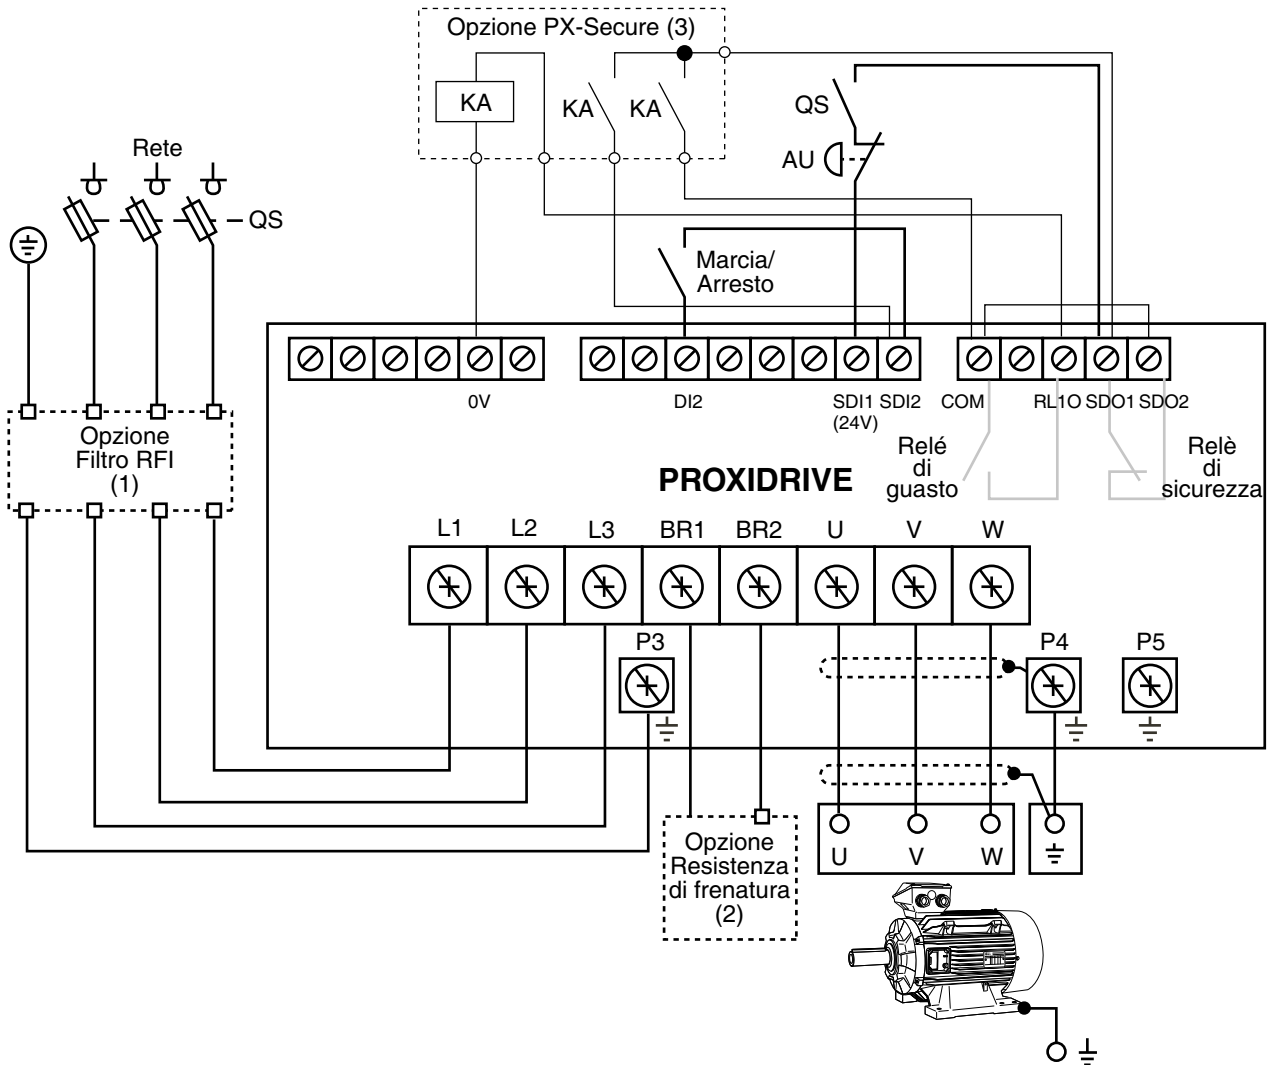 Opzione PX-Secure (3)
KA
KA
KA
QS
AU
Rete
QS
Marcia/
Arresto
0V
DI2
SDI1
SDI2
(24V)
COM
RL1O
SDO1
SDO2
Opzione
Filtro RFI
(1)
PROXIDRIVE
Relé
di
guasto
Relè
di
sicurezza
L1
L2
L3
BR1
BR2
U
V
W
P3
P4
P5
Opzione
Resistenza
di frenatura
(2)
U
V
W